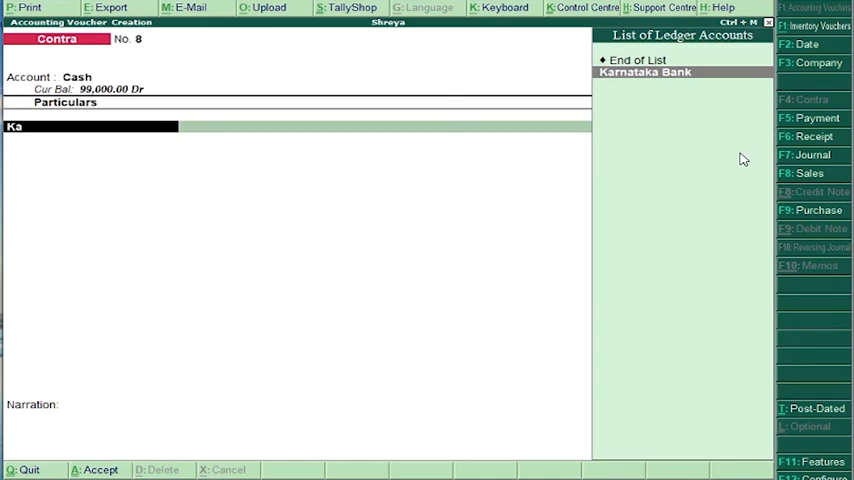 P: Print E: Export M: E-Mail O: Upload S: TallyShop G: Language K: Keyboard K: Control Centre H: Support Centre H: Help
F1: Accounting Vouchers
Accounting Voucher Creation Shreya Ctrl + M
Contra No. 8
List of Ledger Accounts
F1: Inventory Vouchers
F2: Date
♦ End of List
F3: Company
Account : Cash
Karnataka Bank
Cur Bal: 99,000.00 Dr
Particulars
F4: Contra
F5: Payment
Ka
F6: Receipt
F7: Journal
F8: Sales
F8: Credit Note
F9: Purchase
F9: Debit Note
F10: Reversing Journal
F10: Memos
Narration:
T: Post-Dated
L: Optional
F11: Features
Q: Quit A: Accept D: Delete X: Cancel
F12: Configure